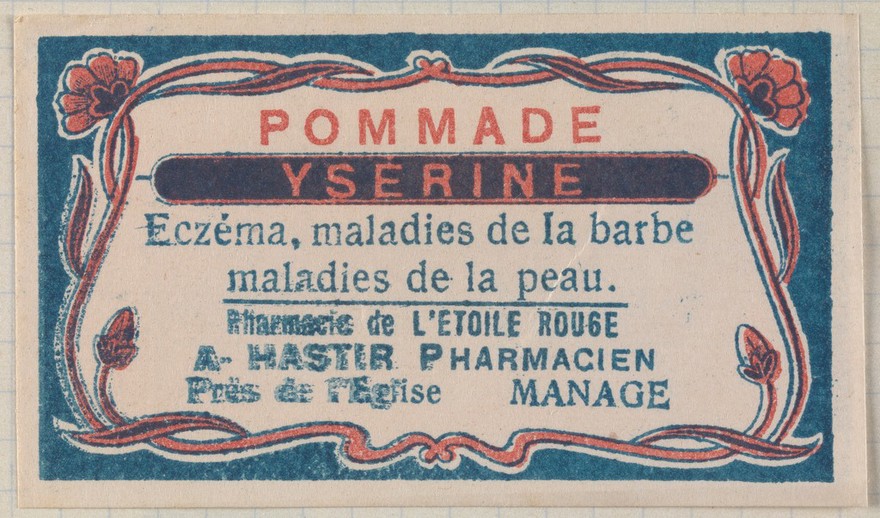 POMMADE
YSÉRINE
Eczéma, maladies de la barbe
maladies de la peau.
Pharmacie de L'ETOILE ROUGE
A. HASTIR PHARMACIEN
Près de l'Eglise MANAGE